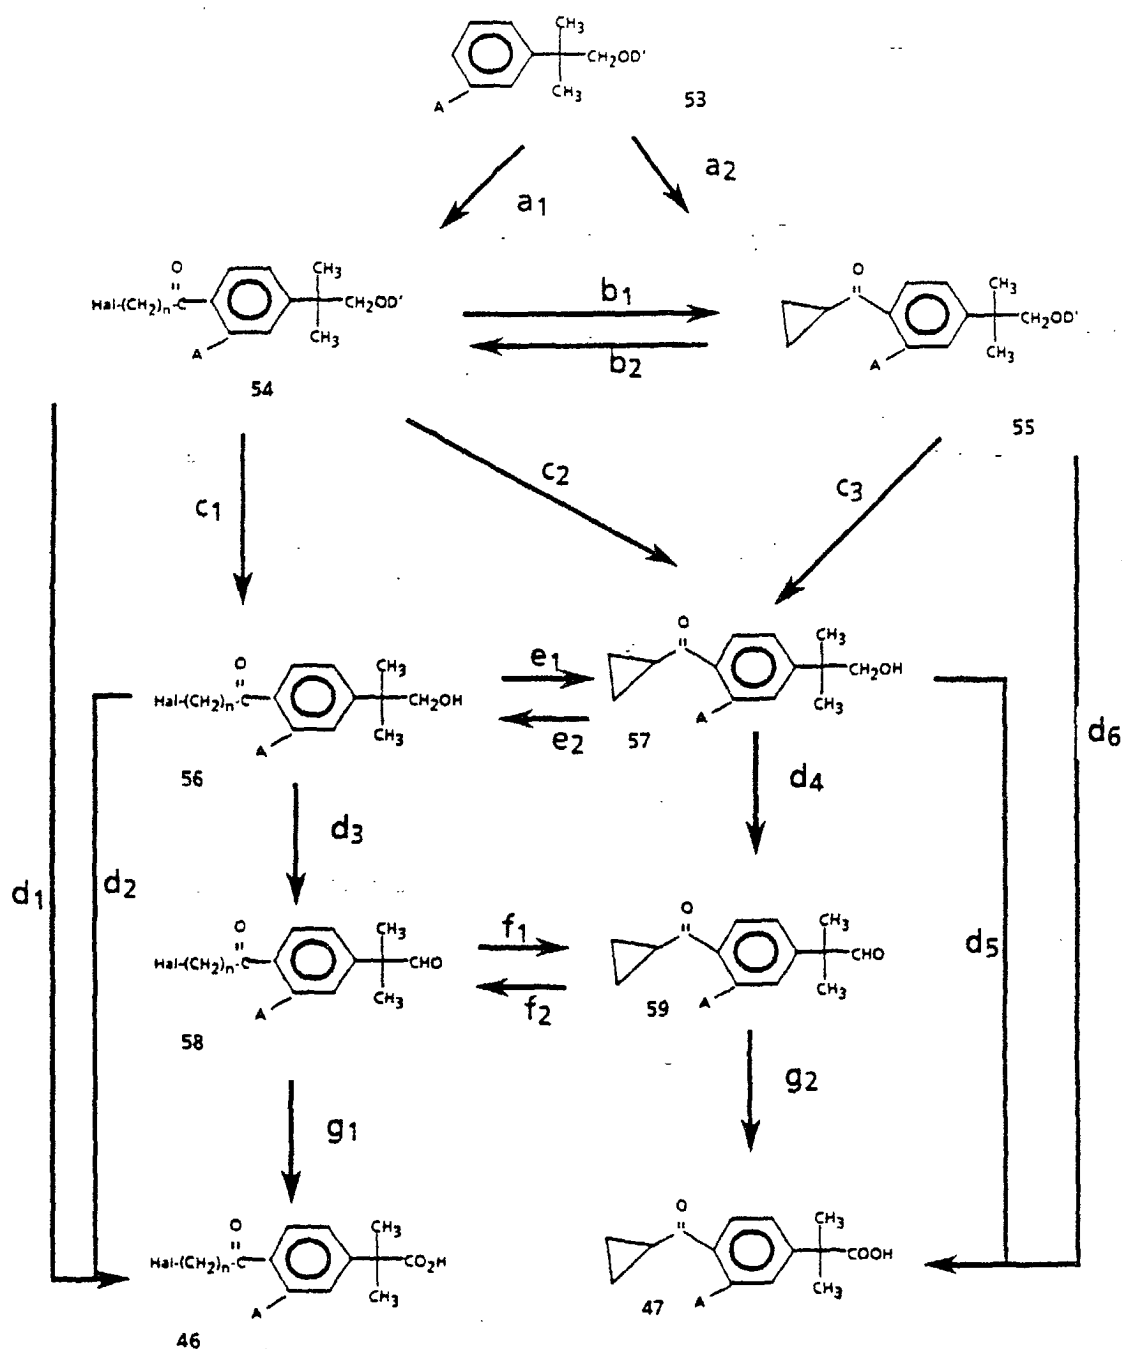 CH3
CH2OD'
CH3
A
53
a1
a2
O
Hal-(CH2)n-C
CH3
CH2OD'
CH3
A
54
b1
b2
O
CH3
CH2OD'
CH3
A
55
c1
c2
c3
O
Hal-(CH2)n-C
CH3
CH2OH
CH3
A
56
e1
e2
O
CH3
CH2OH
CH3
A
57
d1
d2
d3
d4
d5
d6
O
Hal-(CH2)n-C
CH3
CHO
CH3
A
58
f1
f2
O
CH3
CHO
CH3
A
59
g1
g2
O
Hal-(CH2)n-C
CH3
CO2H
CH3
A
46
O
CH3
COOH
CH3
A
47